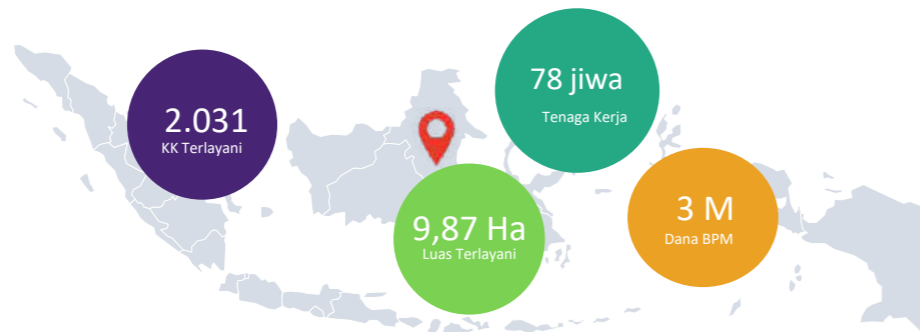 2.031
KK Terlayani
78 jiwa
Tenaga Kerja
9,87 Ha
Luas Terlayani
3 M
Dana BPM